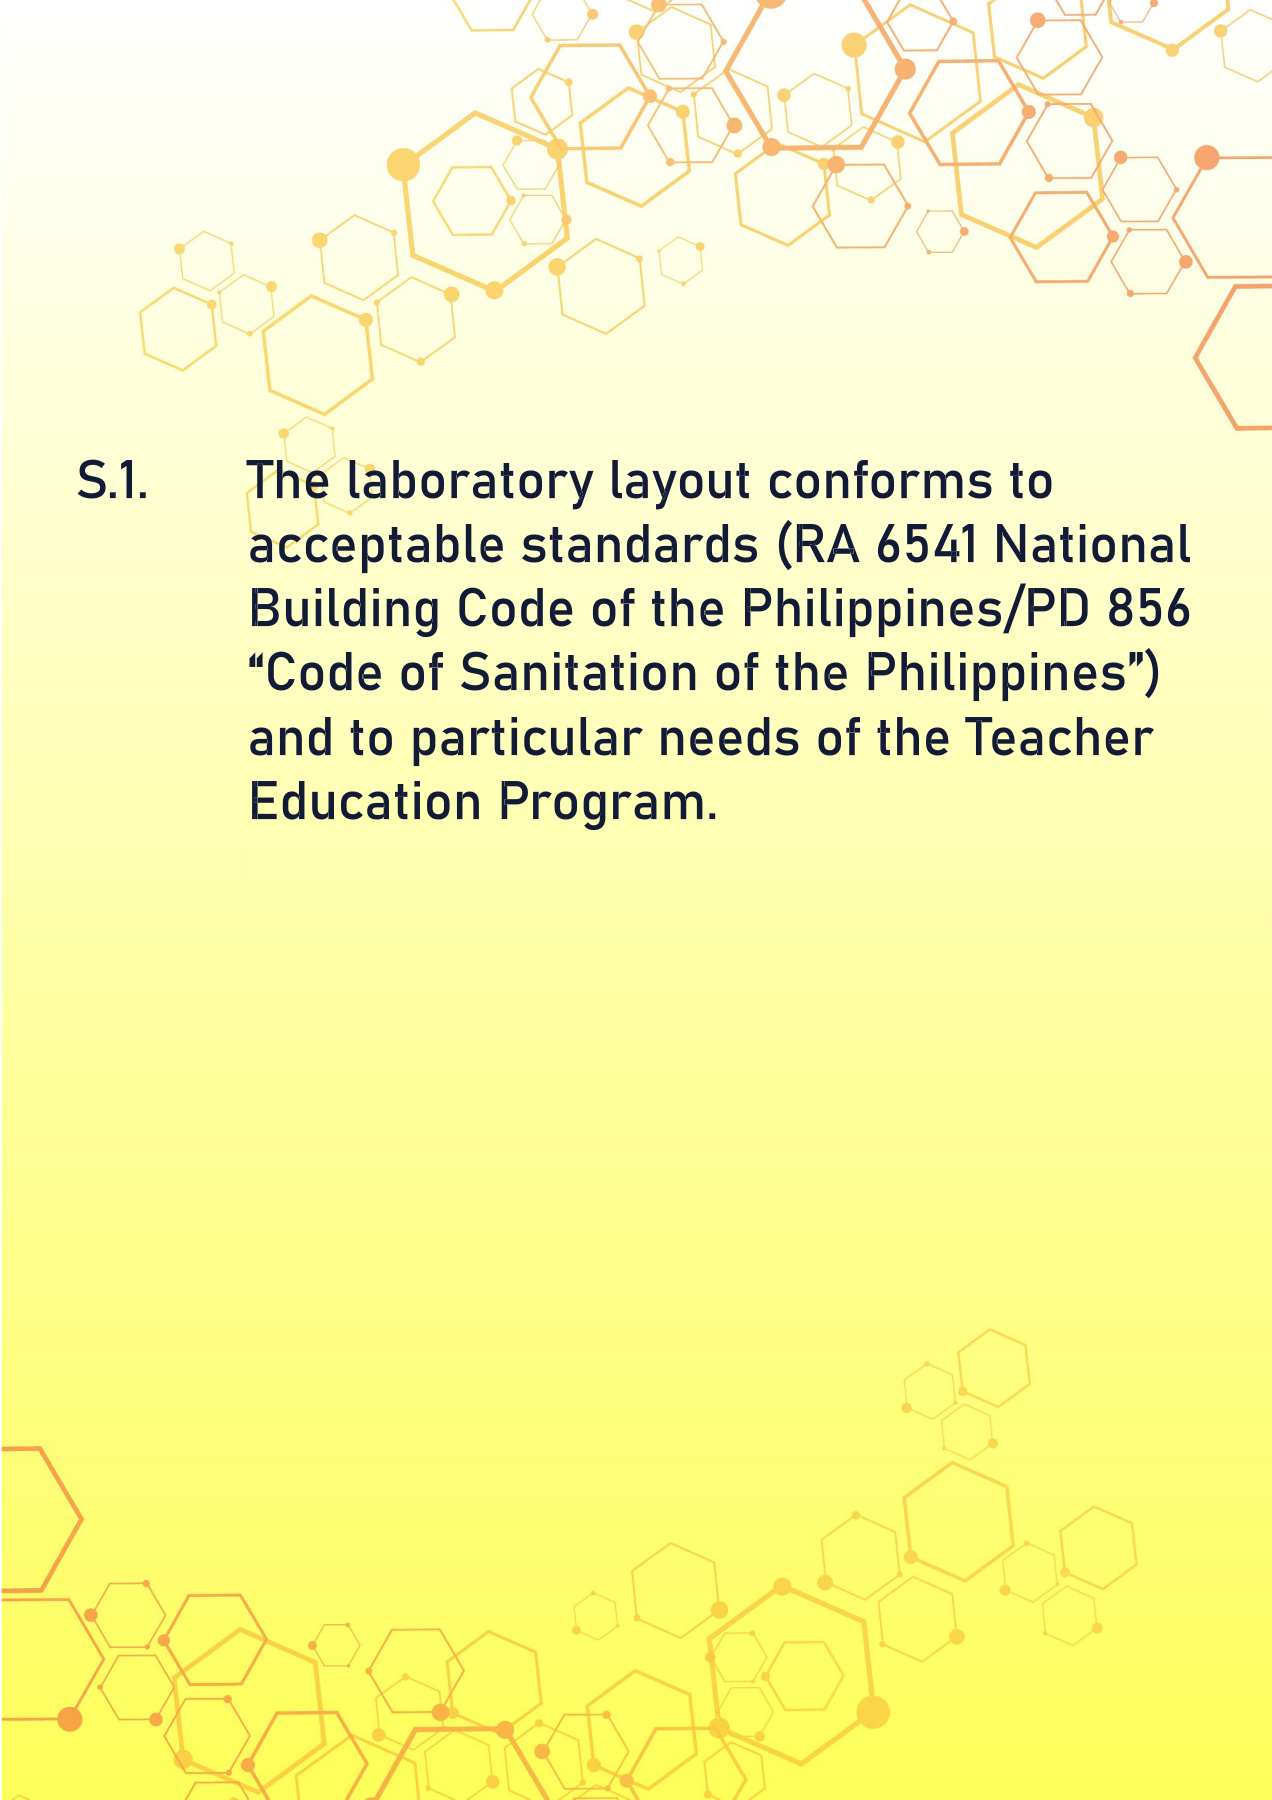 S.1. The laboratory layout conforms to
acceptable standards (RA 6541 National
Building Code of the Philippines/PD 856
“Code of Sanitation of the Philippines”)
and to particular needs of the Teacher
Education Program.